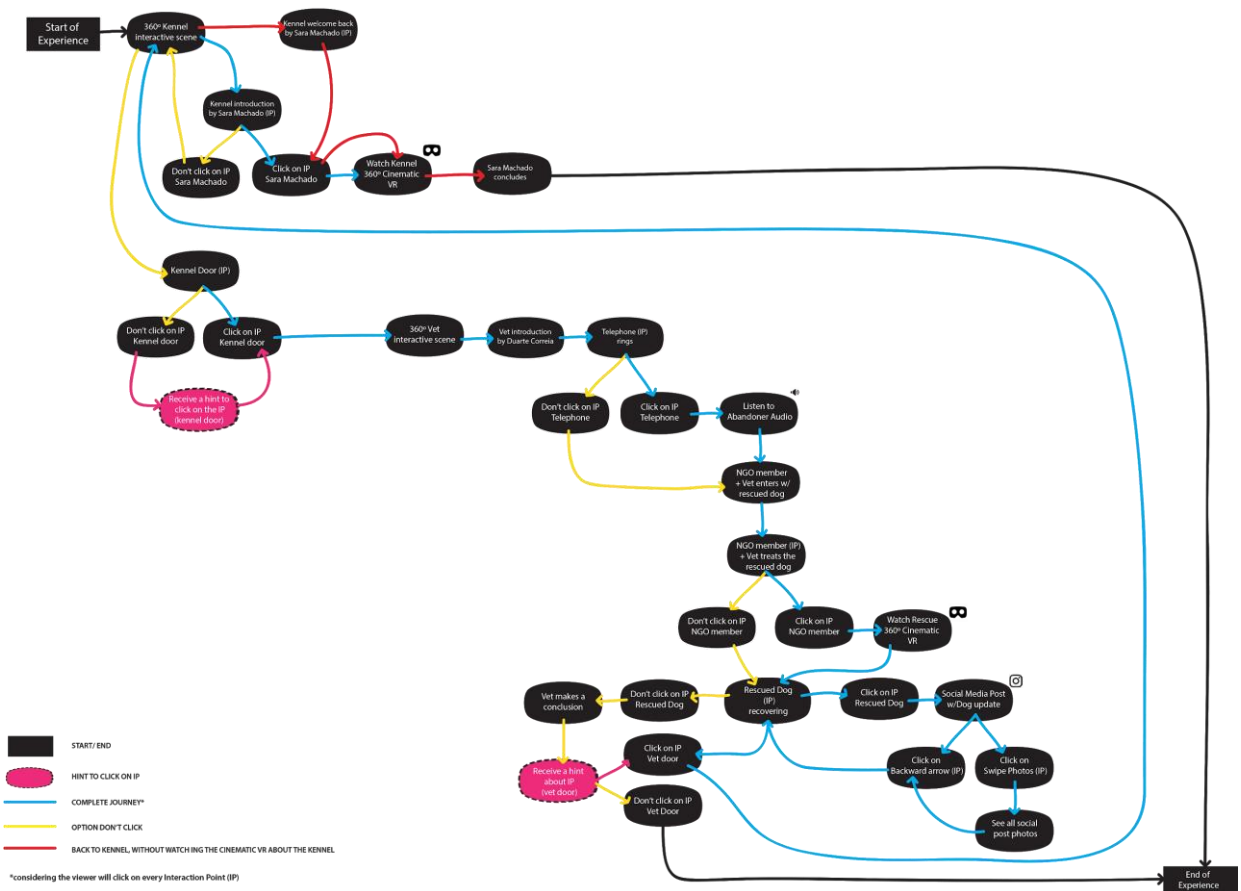 Start of
Experience
360º Kennel
interactive scene
Kennel welcome back
by Sara Machado (IP)
Kennel introduction
by Sara Machado (IP)
Don't click on IP
Sara Machado
Click on IP
Sara Machado
Watch Kennel
360º Cinematic
VR
Sara Machado
concludes
Kennel Door (IP)
Don't click on IP
Kennel door
Click on IP
Kennel door
Receive a hint to
click on the IP
(kennel door)
360º Vet
interactive scene
Vet introduction
by Duarte Correia
Telephone (IP)
rings
Don't click on IP
Telephone
Click on IP
Telephone
Listen to
Abandoner Audio
NGO member
+ Vet enters w/
rescued dog
NGO member (IP)
+ Vet treats the
rescued dog
Don't click on IP
NGO member
Click on IP
NGO member
Watch Rescue
360º Cinematic
VR
Vet makes a
conclusion
Don't click on IP
Rescued Dog
Rescued Dog
(IP)
recovering
Click on IP
Rescued Dog
Social Media Post
w/Dog update
Receive a hint
about IP
(vet door)
Click on IP
Vet door
Don't click on IP
Vet Door
Click on
Backward arrow (IP)
Click on
Swipe Photos (IP)
See all social
post photos
End of
Experience
START/ END
HINT TO CLICK ON IP
COMPLETE JOURNEY*
OPTION DON'T CLICK
BACK TO KENNEL, WITHOUT WATCH ING THE CINEMATIC VR ABOUT THE KENNEL
*considering the viewer will click on every Interaction Point (IP)